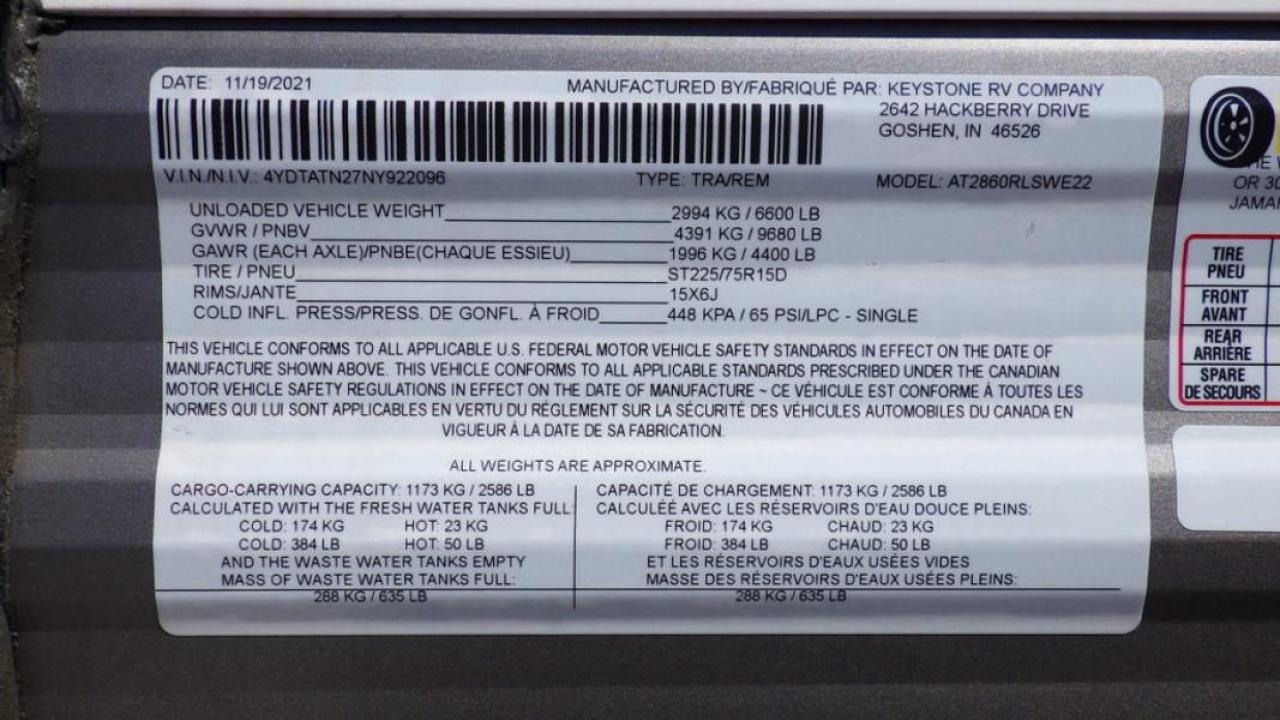 DATE: 11/19/2021
MANUFACTURED BY/FABRIQUÉ PAR: KEYSTONE RV COMPANY
2642 HACKBERRY DRIVE
GOSHEN, IN 46526
V.I.N./N.I.V.: 4YDTATN27NY922096 TYPE: TRA/REM MODEL: AT2860RLSWE22
UNLOADED VEHICLE WEIGHT 2994 KG / 6600 LB
GVWR / PNBV 4391 KG / 9680 LB
GAWR (EACH AXLE)/PNBE(CHAQUE ESSIEU) 1996 KG / 4400 LB
TIRE / PNEU ST225/75R15D
RIMS/JANTE 15X6J
COLD INFL. PRESS/PRESS. DE GONFL. À FROID 448 KPA / 65 PSI/LPC - SINGLE
THIS VEHICLE CONFORMS TO ALL APPLICABLE U.S. FEDERAL MOTOR VEHICLE SAFETY STANDARDS IN EFFECT ON THE DATE OF
MANUFACTURE SHOWN ABOVE. THIS VEHICLE CONFORMS TO ALL APPLICABLE STANDARDS PRESCRIBED UNDER THE CANADIAN
MOTOR VEHICLE SAFETY REGULATIONS IN EFFECT ON THE DATE OF MANUFACTURE ~ CE VÉHICULE EST CONFORME À TOUTES LES
NORMES QUI LUI SONT APPLICABLES EN VERTU DU RÉGLEMENT SUR LA SÉCURITÉ DES VÉHICULES AUTOMOBILES DU CANADA EN
VIGUEUR À LA DATE DE SA FABRICATION.
ALL WEIGHTS ARE APPROXIMATE.
CARGO-CARRYING CAPACITY: 1173 KG / 2586 LB
CALCULATED WITH THE FRESH WATER TANKS FULL:
COLD: 174 KG HOT: 23 KG
COLD: 384 LB HOT: 50 LB
AND THE WASTE WATER TANKS EMPTY
MASS OF WASTE WATER TANKS FULL:
288 KG / 635 LB
CAPACITÉ DE CHARGEMENT: 1173 KG / 2586 LB
CALCULÉE AVEC LES RÉSERVOIRS D'EAU DOUCE PLEINS:
FROID: 174 KG CHAUD: 23 KG
FROID: 384 LB CHAUD: 50 LB
ET LES RÉSERVOIRS D'EAUX USÉES VIDES
MASSE DES RÉSERVOIRS D'EAUX USÉES PLEINS:
288 KG / 635 LB
OR 30
TIRE
PNEU
FRONT
AVANT
REAR
ARRIÈRE
SPARE
DE SECOURS